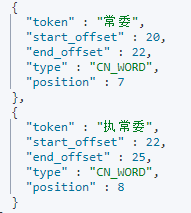 {
"token" : "常委",
"start_offset" : 20,
"end_offset" : 22,
"type" : "CN_WORD",
"position" : 7
},
{
"token" : "执常委",
"start_offset" : 22,
"end_offset" : 25,
"type" : "CN_WORD",
"position" : 8